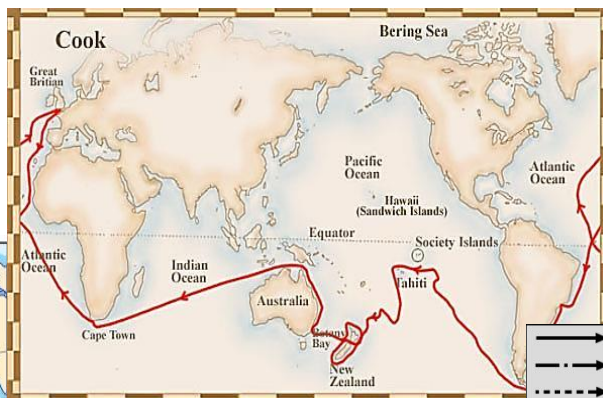 Cook
Bering Sea
Great
Britian
Pacific
Ocean
Atlantic
Ocean
Hawaii
(Sandwich Islands)
Equator
Society Islands
Atlantic
Ocean
Indian
Ocean
Tahiti
Australia
Botany
Bay
Cape Town
New
Zealand